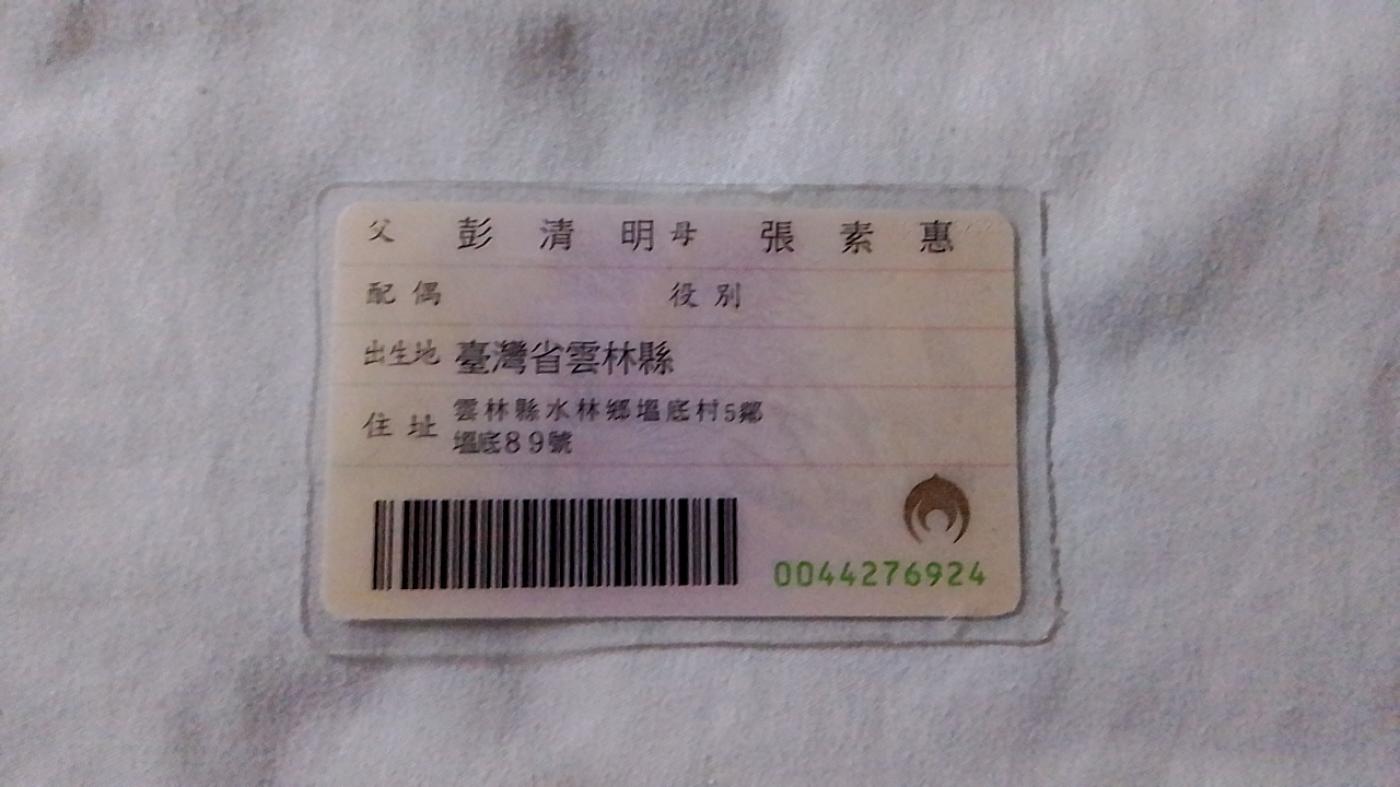 父 彭清明 母 張素惠
配偶 役別
出生地 臺灣省雲林縣
住址 雲林縣水林鄉塭底村5鄰
塭底89號
0044276924